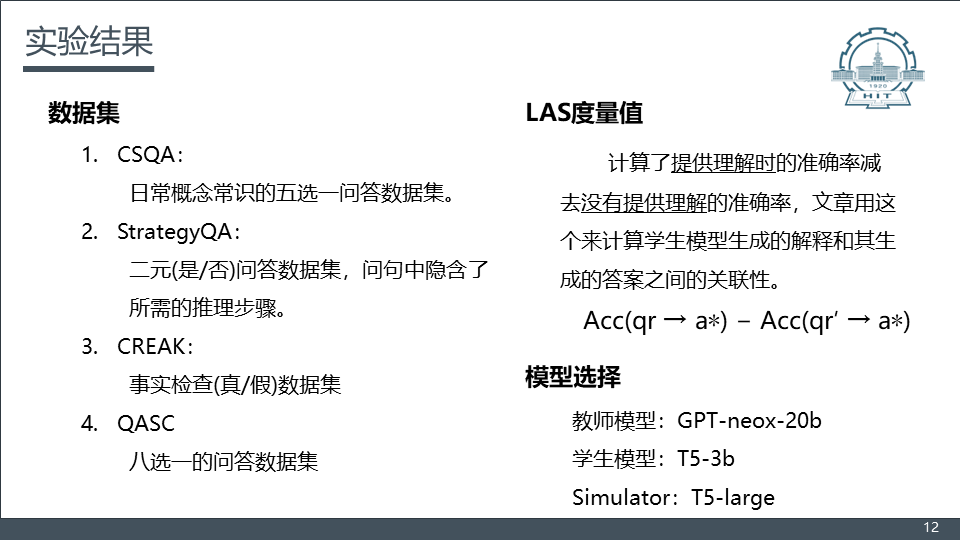 实验结果
1920
HIT
数据集
1. CSQA：
日常概念常识的五选一问答数据集。
2. StrategyQA：
二元(是/否)问答数据集，问句中隐含了
所需的推理步骤。
3. CREAK：
事实检查(真/假)数据集
4. QASC
八选一的问答数据集
LAS度量值
计算了提供理解时的准确率减
去没有提供理解的准确率，文章用这
个来计算学生模型生成的解释和其生
成的答案之间的关联性。
Acc(qr → a*) − Acc(qr′ → a*)
模型选择
教师模型：GPT-neox-20b
学生模型：T5-3b
Simulator：T5-large
12